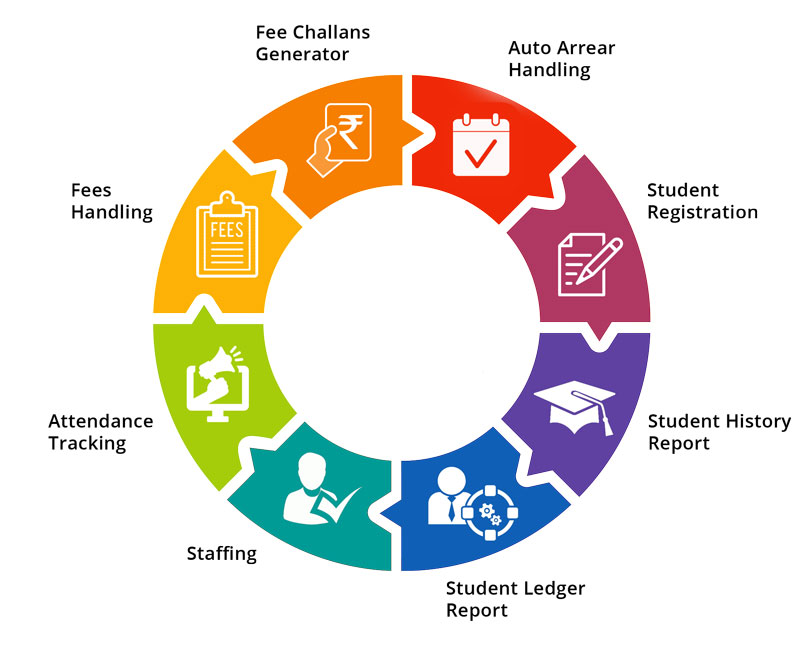 Fee Challans
Generator
Auto Arrear
Handling
Student
Registration
Student History
Report
Student Ledger
Report
Staffing
Attendance
Tracking
Fees
Handling
FEES
₹